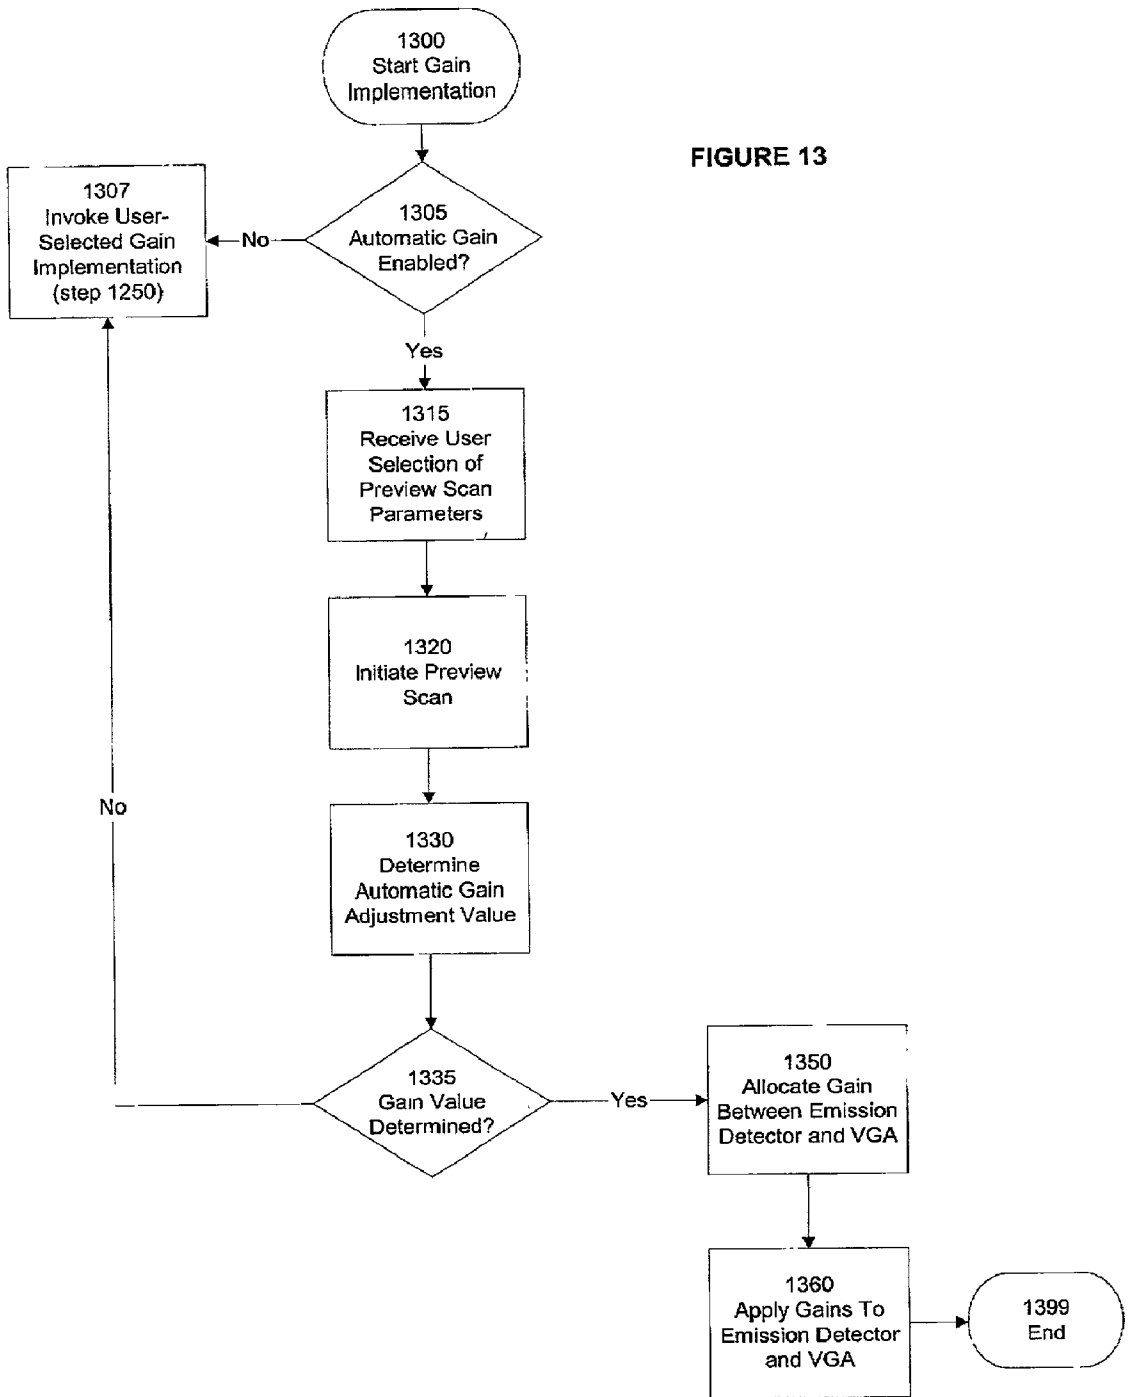 1300
Start Gain
Implementation
FIGURE 13
1307
Invoke User-
Selected Gain
Implementation
(step 1250)
No
1305
Automatic Gain
Enabled?
Yes
1315
Receive User
Selection of
Preview Scan
Parameters
1320
Initiate Preview
Scan
No
1330
Determine
Automatic Gain
Adjustment Value
1335
Gain Value
Determined?
Yes
1350
Allocate Gain
Between Emission
Detector and VGA
1360
Apply Gains To
Emission Detector
and VGA
1399
End